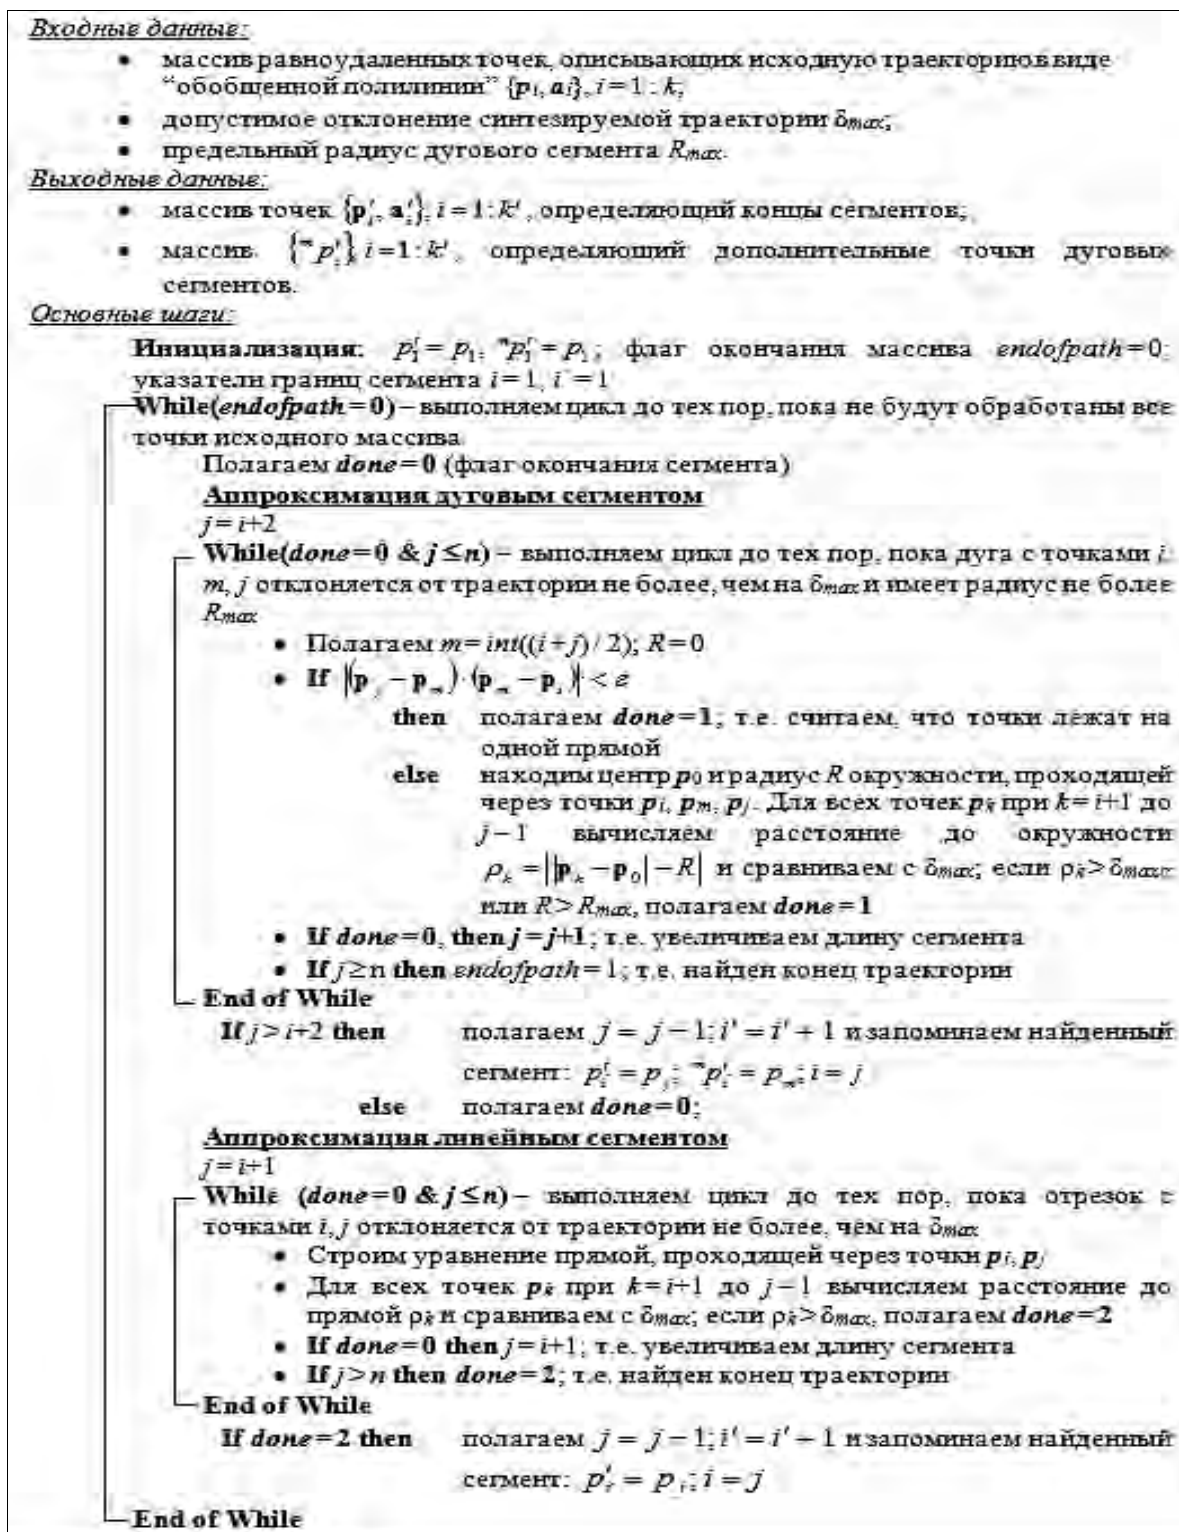 Входные данные:
• массив равноудаленных точек, описывающих исходную траекторию в виде
“обобщенной полилинии” {pᵢ, aᵢ}, i=1 : k;
• допустимое отклонение синтезируемой траектории δmax;
• предельный радиус дугового сегмента Rmax.
Выходные данные:
• массив точек {p′ᵢ, a′ᵢ}, i=1:k′, определяющий концы сегментов;
• массив {ᵐp′ᵢ}, i=1:k′, определяющий дополнительные точки дуговых
сегментов.
Основные шаги:
Инициализация: p′₁ = p₁; ᵐp′₁ = p₁; флаг окончания массива endofpath=0;
указатели границ сегмента i=1, i′=1
While(endofpath=0) – выполняем цикл до тех пор, пока не будут обработаны все
точки исходного массива
Полагаем done=0 (флаг окончания сегмента)
Аппроксимация дуговым сегментом
j=i+2
While(done=0 & j≤n) – выполняем цикл до тех пор, пока дуга с точками i,
m, j отклоняется от траектории не более, чем на δmax и имеет радиус не более
Rmax
• Полагаем m=int((i+j)/2); R=0
• If |(pⱼ − pₘ)·(pₘ − pᵢ)| < ε
then полагаем done=1; т.е. считаем, что точки лежат на
одной прямой
else находим центр p₀ и радиус R окружности, проходящей
через точки pᵢ, pₘ, pⱼ. Для всех точек pₖ при k=i+1 до
j−1 вычисляем расстояние до окружности
ρₖ = ||pₖ − p₀| − R| и сравниваем с δmax; если ρₖ>δmax
или R>Rmax, полагаем done=1
• If done=0, then j=j+1; т.е. увеличиваем длину сегмента
• If j≥n then endofpath=1; т.е. найден конец траектории
End of While
If j>i+2 then полагаем j = j−1; i′ = i′+1 и запоминаем найденный
сегмент: p′ᵢ = pⱼ; ᵐp′ᵢ = pₘ; i = j
else полагаем done=0;
Аппроксимация линейным сегментом
j=i+1
While (done=0 & j≤n) – выполняем цикл до тех пор, пока отрезок с
точками i, j отклоняется от траектории не более, чем на δmax
• Строим уравнение прямой, проходящей через точки pᵢ, pⱼ
• Для всех точек pₖ при k=i+1 до j−1 вычисляем расстояние до
прямой ρₖ и сравниваем с δmax; если ρₖ>δmax, полагаем done=2
• If done=0 then j=i+1; т.е. увеличиваем длину сегмента
• If j>n then done=2; т.е. найден конец траектории
End of While
If done=2 then полагаем j = j−1; i′ = i′−1 и запоминаем найденный
сегмент: p′ᵢ = pⱼ; i = j
End of While